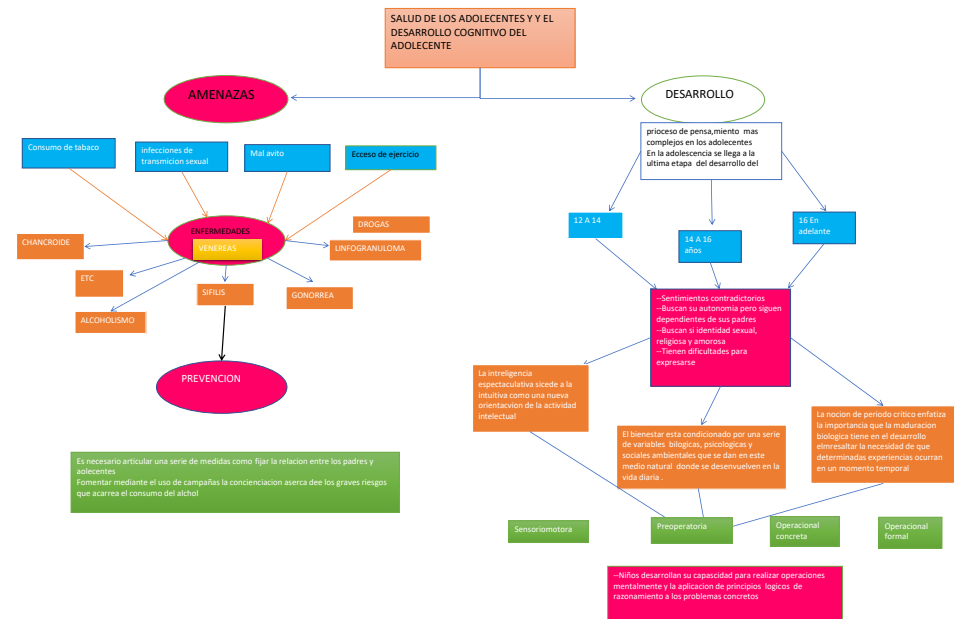 SALUD DE LOS ADOLECENTES Y Y EL
DESARROLLO COGNITIVO DEL
ADOLECENTE
AMENAZAS
DESARROLLO
prioceso de pensa,miento mas
complejos en los adolecentes
En la adolescencia se llega a la
ultima etapa del desarrollo del
Consumo de tabaco
infecciones de
transmicion sexual
Mal avito
Ecceso de ejercicio
12 A 14
14 A 16
años
16 En
adelante
DROGAS
ENFERMEDADES
VENEREAS
CHANCROIDE
LINFOGRANULOMA
ETC
SIFILIS
GONORREA
ALCOHOLISMO
PREVENCION
--Sentimientos contradictorios
--Buscan su autonomia pero siguen
dependientes de sus padres
--Buscan si identidad sexual,
religiosa y amorosa
--Tienen dificultades para
expresarse
La intreligencia
espectaculativa sicede a la
intuitiva como una nueva
orientacvion de la actividad
intelectual
El bienestar esta condicionado por una serie
de variables bilogicas, psicologicas y
sociales ambientales que se dan en este
medio natural donde se desenvuelven en la
vida diaria .
La nocion de periodo critico enfatiza
la importancia que la maduracion
biologica tiene en el desarrollo
elmresaltar la necesidad de que
determinadas experiencias ocurran
en un momento temporal
Es necesario articular una serie de medidas como fijar la relacion entre los padres y
aolecentes
Fomentar mediante el uso de campañas la concienciacion aserca dee los graves riesgos
que acarrea el consumo del alchol
Sensoriomotora
Preoperatoria
Operacional
concreta
Operacional
formal
--Niños desarrollan su capascidad para realizar operaciones
mentalmente y la aplicacion de principios logicos de
razonamiento a los problemas concretos